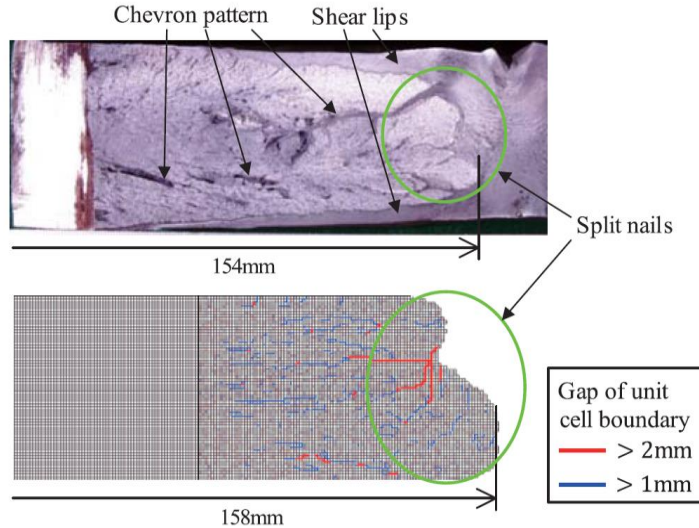 Chevron pattern
Shear lips
154mm
Split nails
158mm
Gap of unit
cell boundary
> 2mm
> 1mm